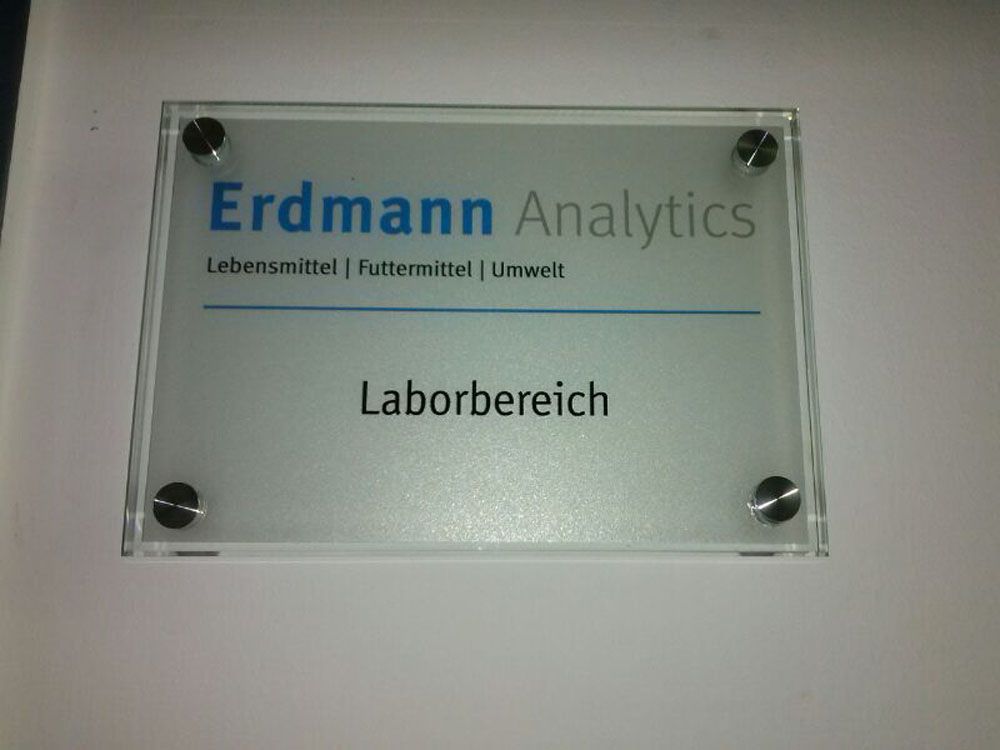 Erdmann Analytics
Lebensmittel | Futtermittel | Umwelt
Laborbereich